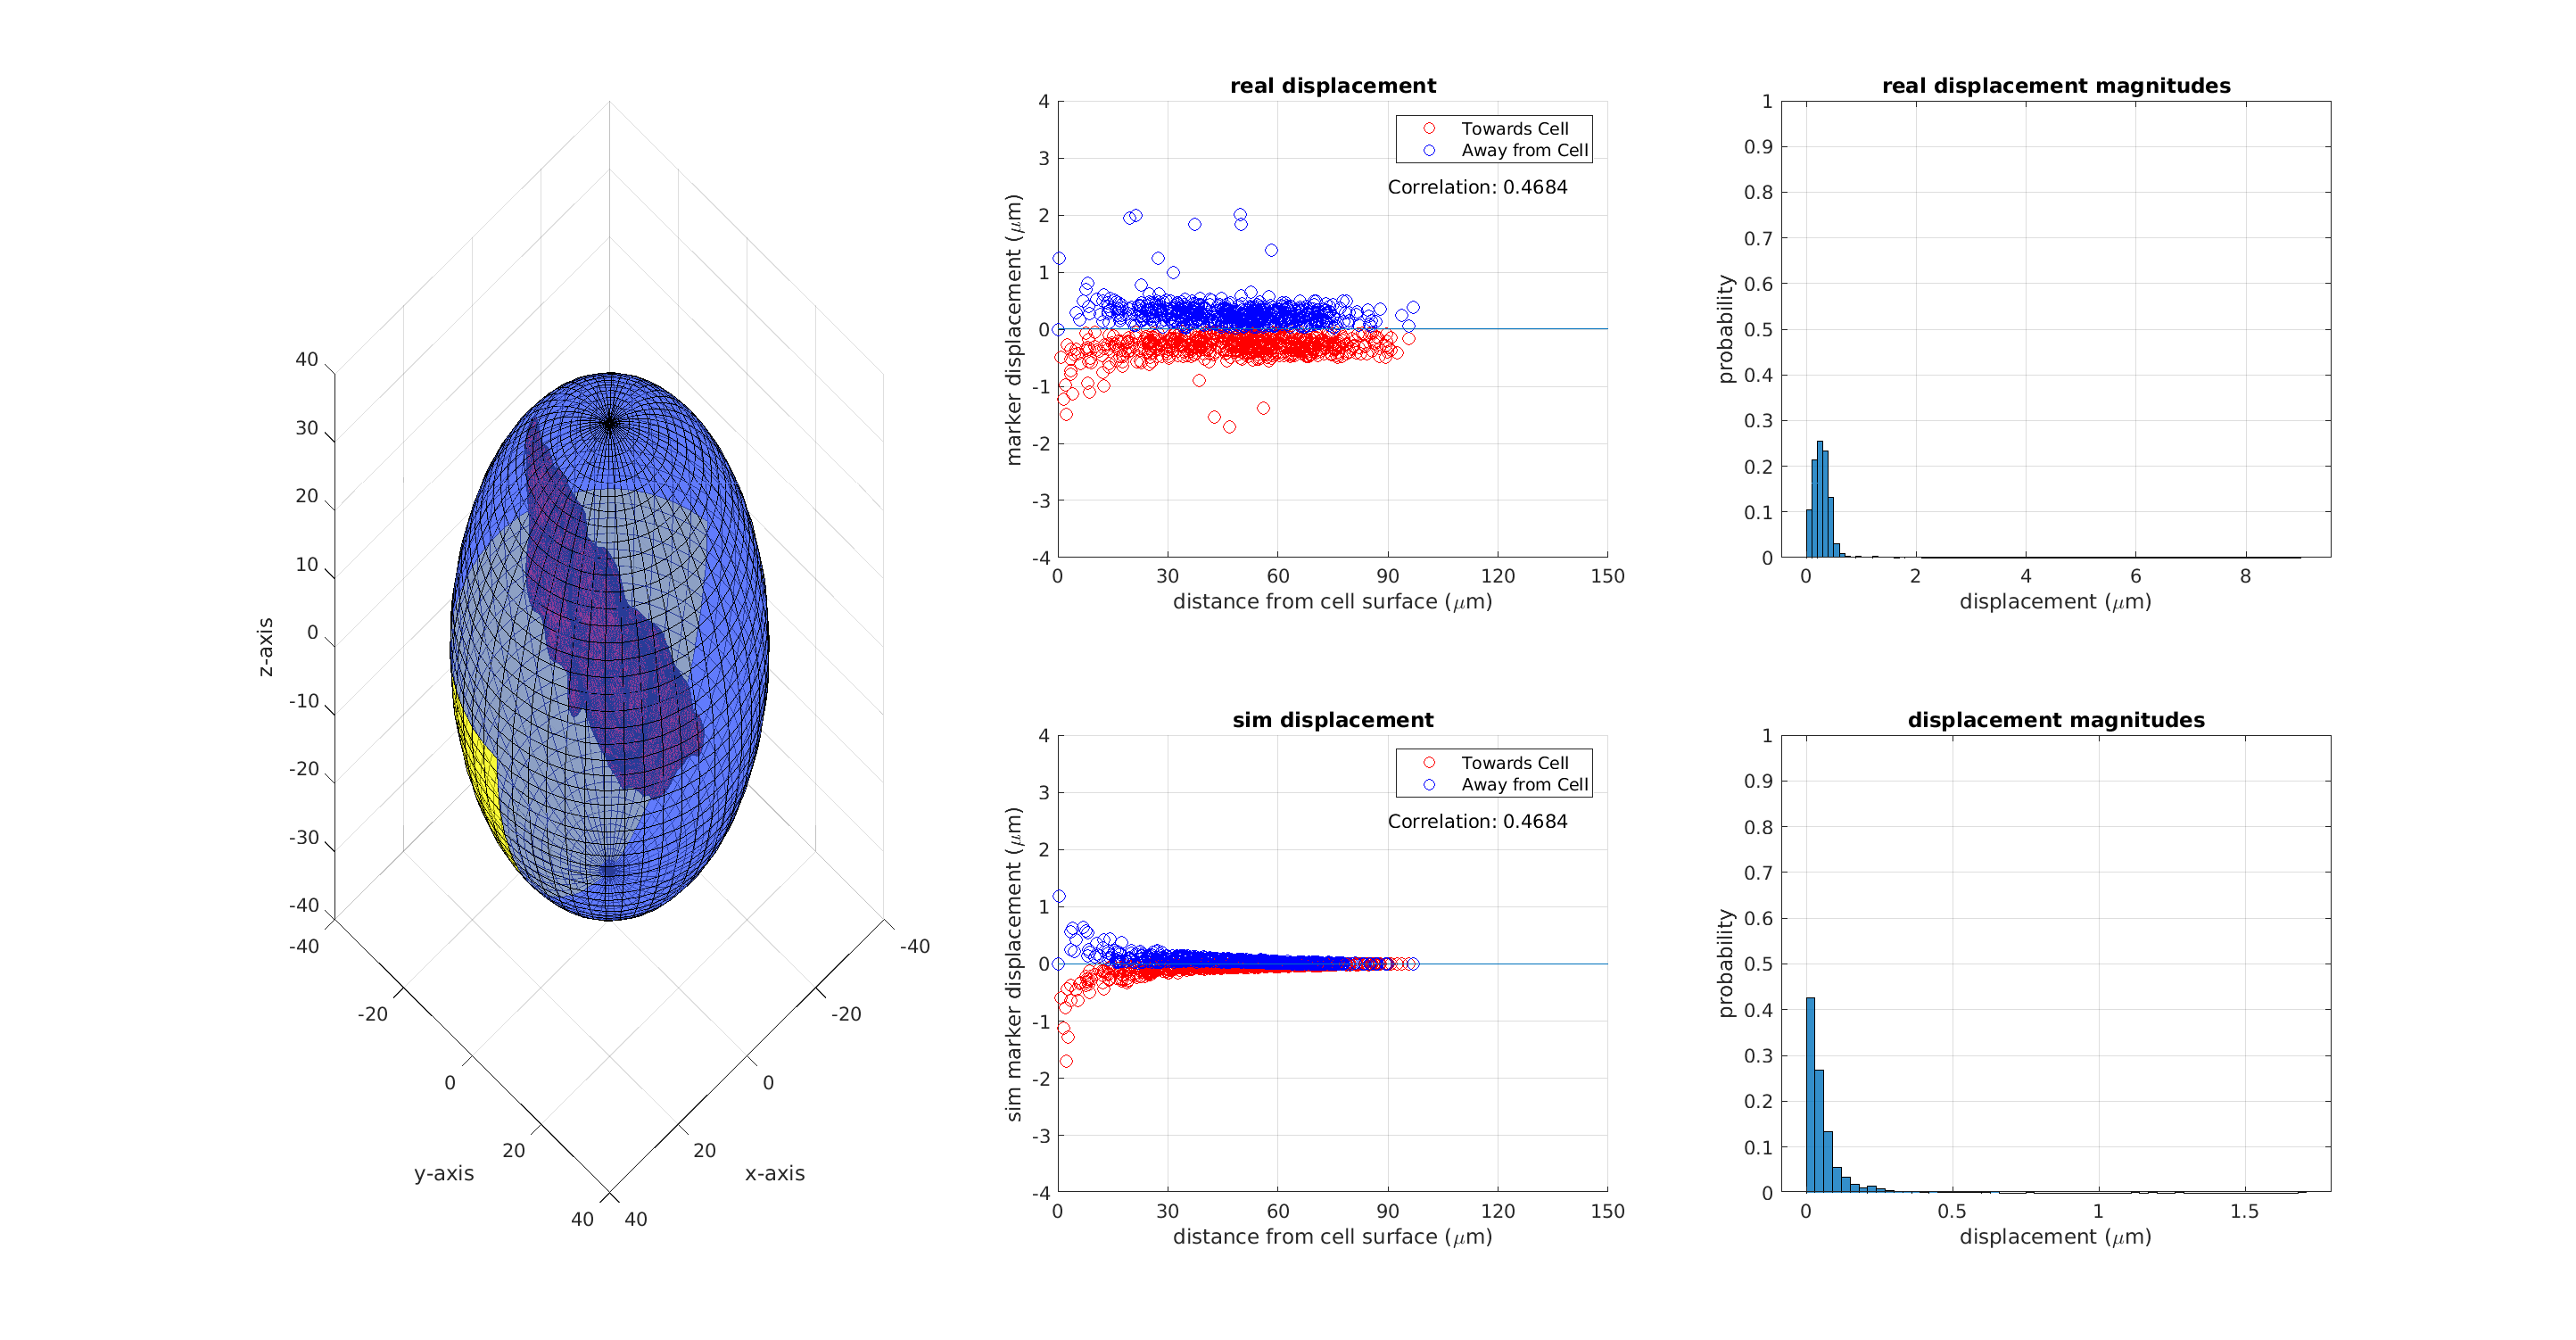 40
30
20
10
0
-10
-20
-30
-40
z-axis
-40
-20
0
20
40
y-axis
-40
-20
0
20
40
x-axis
real displacement
4
3
2
1
0
-1
-2
-3
-4
marker displacement (μm)
Towards Cell
Away from Cell
Correlation: 0.4684
0 30 60 90 120 150
distance from cell surface (μm)
real displacement magnitudes
1
0.9
0.8
0.7
0.6
0.5
0.4
0.3
0.2
0.1
0
probability
0 2 4 6 8
displacement (μm)
sim displacement
4
3
2
1
0
-1
-2
-3
-4
sim marker displacement (μm)
Towards Cell
Away from Cell
Correlation: 0.4684
0 30 60 90 120 150
distance from cell surface (μm)
displacement magnitudes
1
0.9
0.8
0.7
0.6
0.5
0.4
0.3
0.2
0.1
0
probability
0 0.5 1 1.5
displacement (μm)